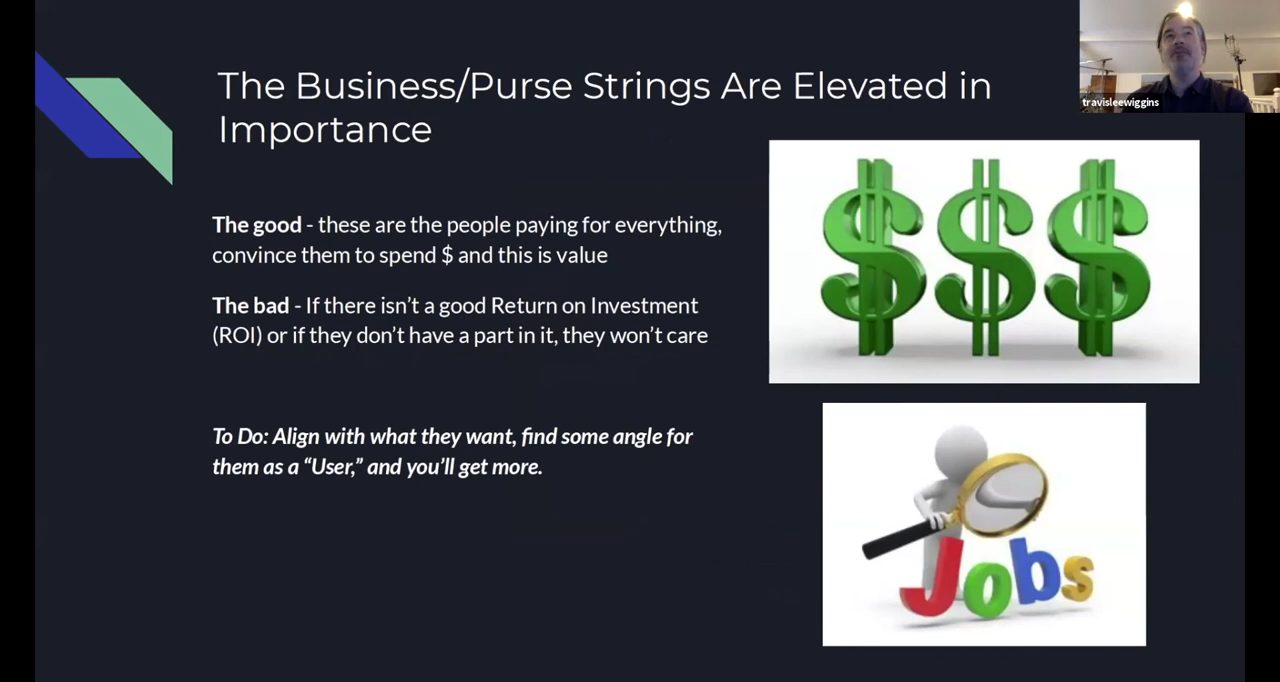 The Business/Purse Strings Are Elevated in
Importance
travisleewiggins
The good - these are the people paying for everything,
convince them to spend $ and this is value
The bad - If there isn’t a good Return on Investment
(ROI) or if they don’t have a part in it, they won’t care
To Do: Align with what they want, find some angle for
them as a “User,” and you’ll get more.
$$$
Jobs